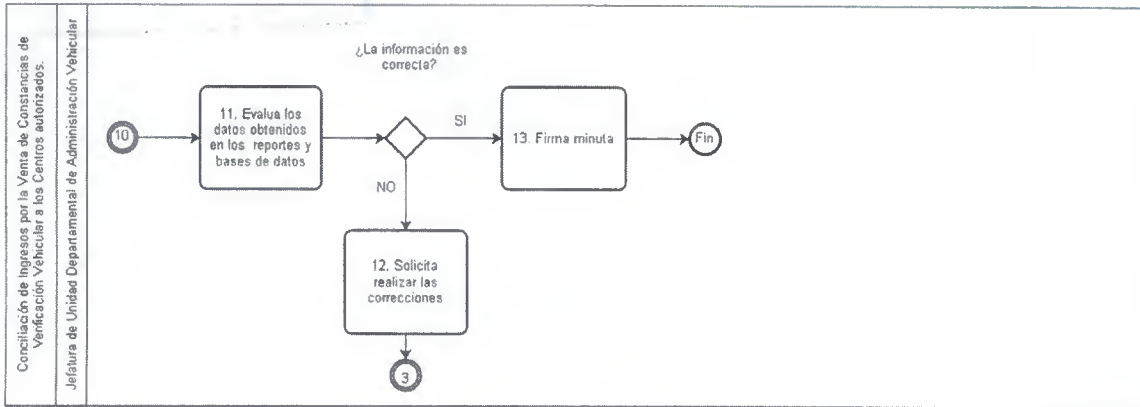 Conciliación de Ingresos por la Venta de Constancias de
Verificación Vehicular a los Centros autorizados.
Jefatura de Unidad Departamental de Administración Vehicular
10
11. Evalua los
datos obtenidos
en los reportes y
bases de datos
¿La información es
correcta?
SI
13. Firma minuta
Fin
NO
12. Solicita
realizar las
correcciones
3